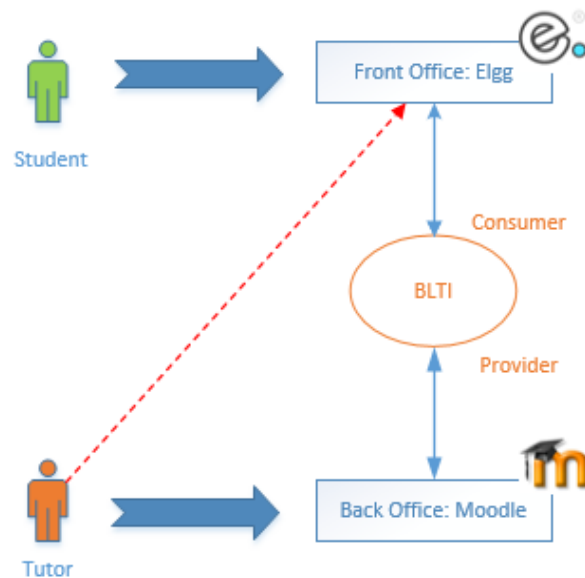 Front Office: Elgg
Student
Consumer
BLTI
Provider
Back Office: Moodle
Tutor